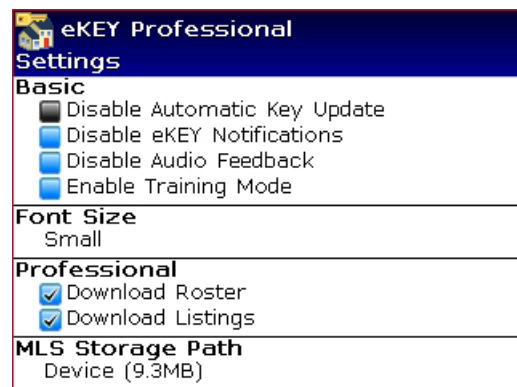 eKEY Professional
Settings
Basic
Disable Automatic Key Update
Disable eKEY Notifications
Disable Audio Feedback
Enable Training Mode
Font Size
Small
Professional
Download Roster
Download Listings
MLS Storage Path
Device (9.3MB)